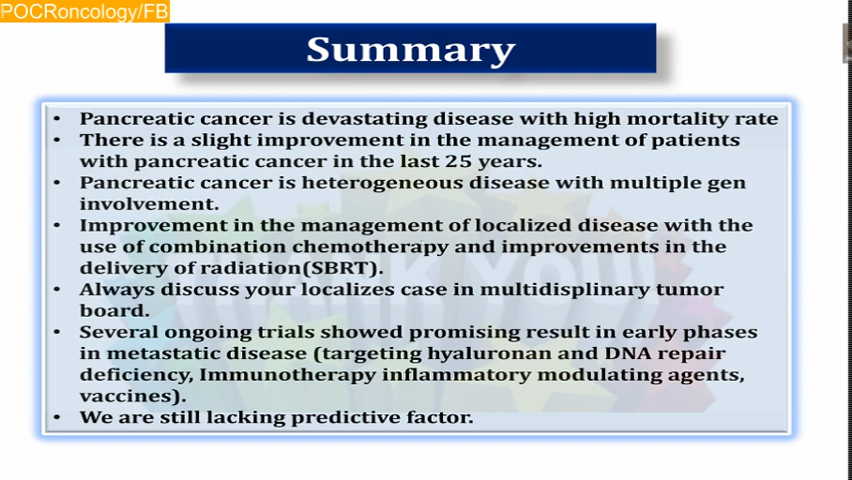 POCRoncology/FB
Summary
• Pancreatic cancer is devastating disease with high mortality rate
• There is a slight improvement in the management of patients
with pancreatic cancer in the last 25 years.
• Pancreatic cancer is heterogeneous disease with multiple gen
involvement.
• Improvement in the management of localized disease with the
use of combination chemotherapy and improvements in the
delivery of radiation(SBRT).
• Always discuss your localizes case in multidisplinary tumor
board.
• Several ongoing trials showed promising result in early phases
in metastatic disease (targeting hyaluronan and DNA repair
deficiency, Immunotherapy inflammatory modulating agents,
vaccines).
• We are still lacking predictive factor.
THANK YOU